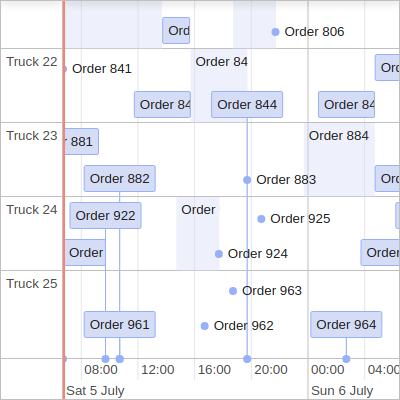 Ord
Order 806
Truck 22
Order 84
Order 841
Ord
Order 84
Order 844
Order 84
Truck 23
Order 884
881
Order 882
Order 883
Ord
Truck 24
Order 922
Order
Order 925
Order
Order 924
Order
Truck 25
Order 963
Order 961
Order 962
Order 964
08:00
12:00
16:00
20:00
00:00
04:00
Sat 5 July
Sun 6 July